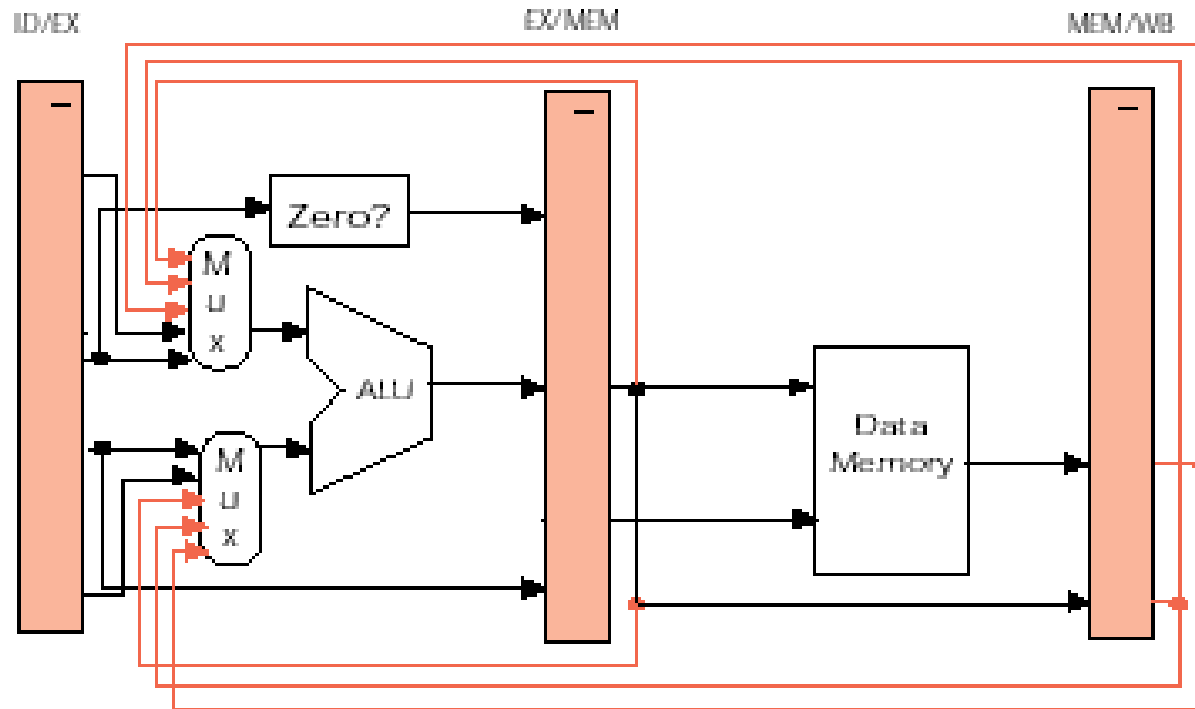 ID/EX
EX/MEM
MEM/WB
Zero?
M
u
x
ALU
M
u
x
Data
Memory